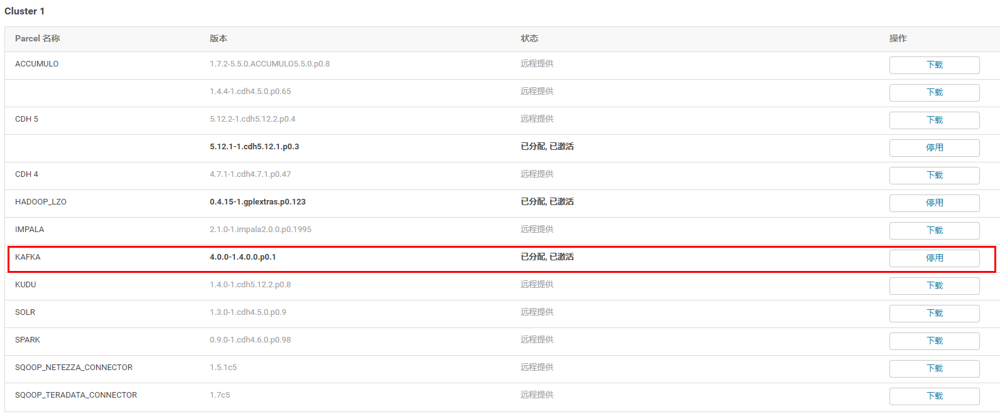 Cluster 1
Parcel 名称 版本 状态 操作
ACCUMULO 1.7.2-5.5.0.ACCUMULO5.5.0.p0.8 远程提供 下载
1.4.4-1.cdh4.5.0.p0.65 远程提供 下载
CDH 5 5.12.2-1.cdh5.12.2.p0.4 远程提供 下载
5.12.1-1.cdh5.12.1.p0.3 已分配, 已激活 停用
CDH 4 4.7.1-1.cdh4.7.1.p0.47 远程提供 下载
HADOOP_LZO 0.4.15-1.gplextras.p0.123 已分配, 已激活 停用
IMPALA 2.1.0-1.impala2.0.0.p0.1995 远程提供 下载
KAFKA 4.0.0-1.4.0.0.p0.1 已分配, 已激活 停用
KUDU 1.4.0-1.cdh5.12.2.p0.8 远程提供 下载
SOLR 1.3.0-1.cdh4.5.0.p0.9 远程提供 下载
SPARK 0.9.0-1.cdh4.6.0.p0.98 远程提供 下载
SQOOP_NETEZZA_CONNECTOR 1.5.1c5 远程提供 下载
SQOOP_TERADATA_CONNECTOR 1.7c5 远程提供 下载